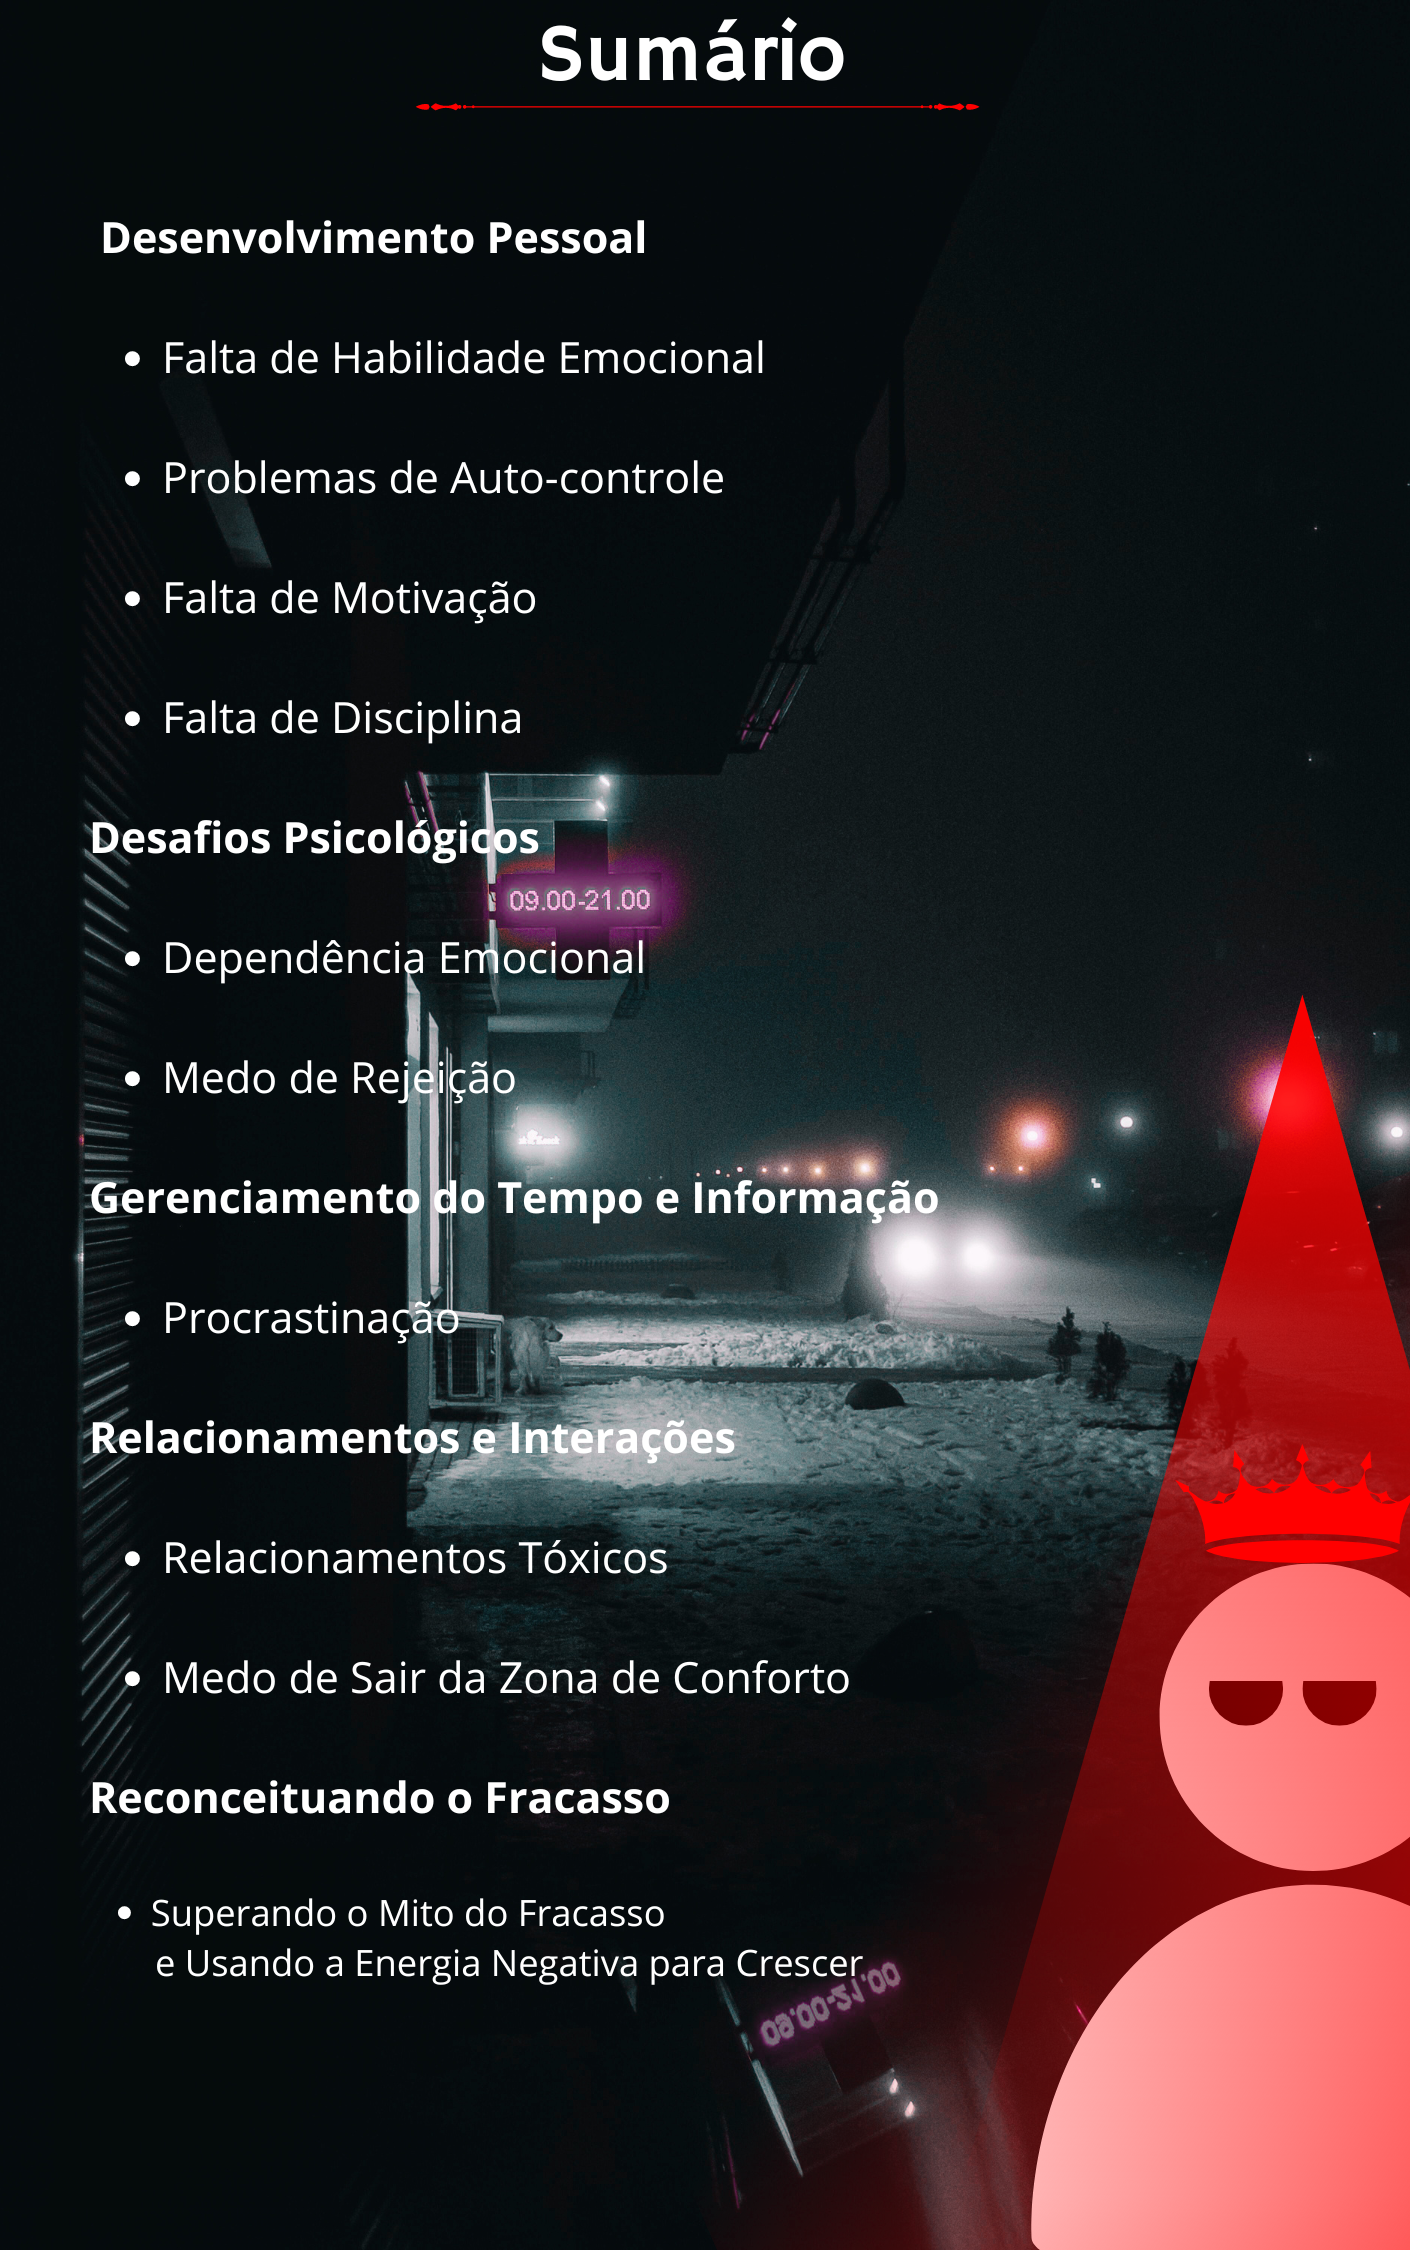 Sumário
Desenvolvimento Pessoal
• Falta de Habilidade Emocional
• Problemas de Auto-controle
• Falta de Motivação
• Falta de Disciplina
Desafios Psicológicos
09.00-21.00
• Dependência Emocional
• Medo de Rejeição
Gerenciamento do Tempo e Informação
• Procrastinação
Relacionamentos e Interações
• Relacionamentos Tóxicos
• Medo de Sair da Zona de Conforto
Reconceituando o Fracasso
• Superando o Mito do Fracasso
e Usando a Energia Negativa para Crescer
09.00-21.00